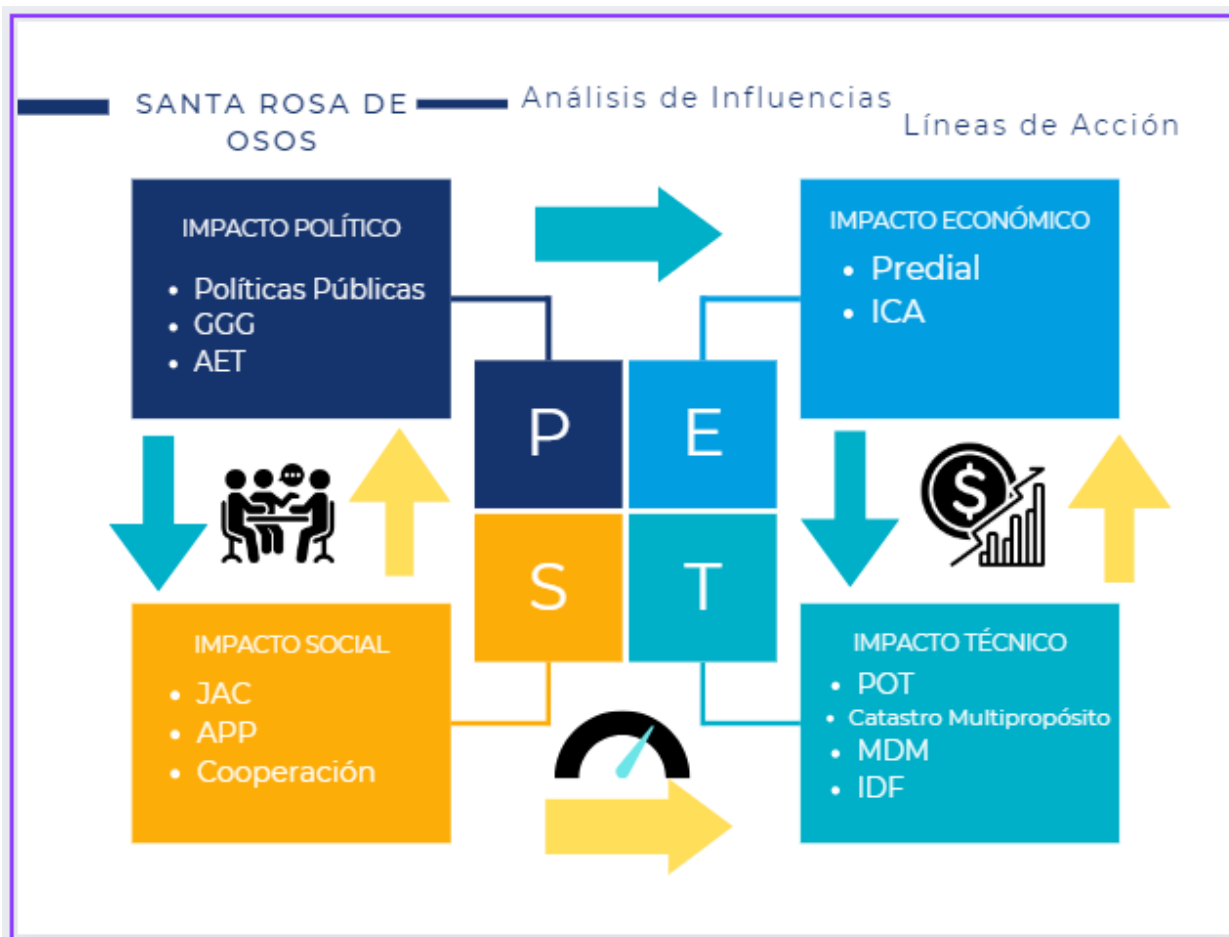 SANTA ROSA DE
OSOS
Análisis de Influencias
Líneas de Acción
IMPACTO POLÍTICO
• Políticas Públicas
• GGG
• AET
IMPACTO ECONÓMICO
• Predial
• ICA
P
E
S
T
IMPACTO SOCIAL
• JAC
• APP
• Cooperación
IMPACTO TÉCNICO
• POT
• Catastro Multipropósito
• MDM
• IDF
$